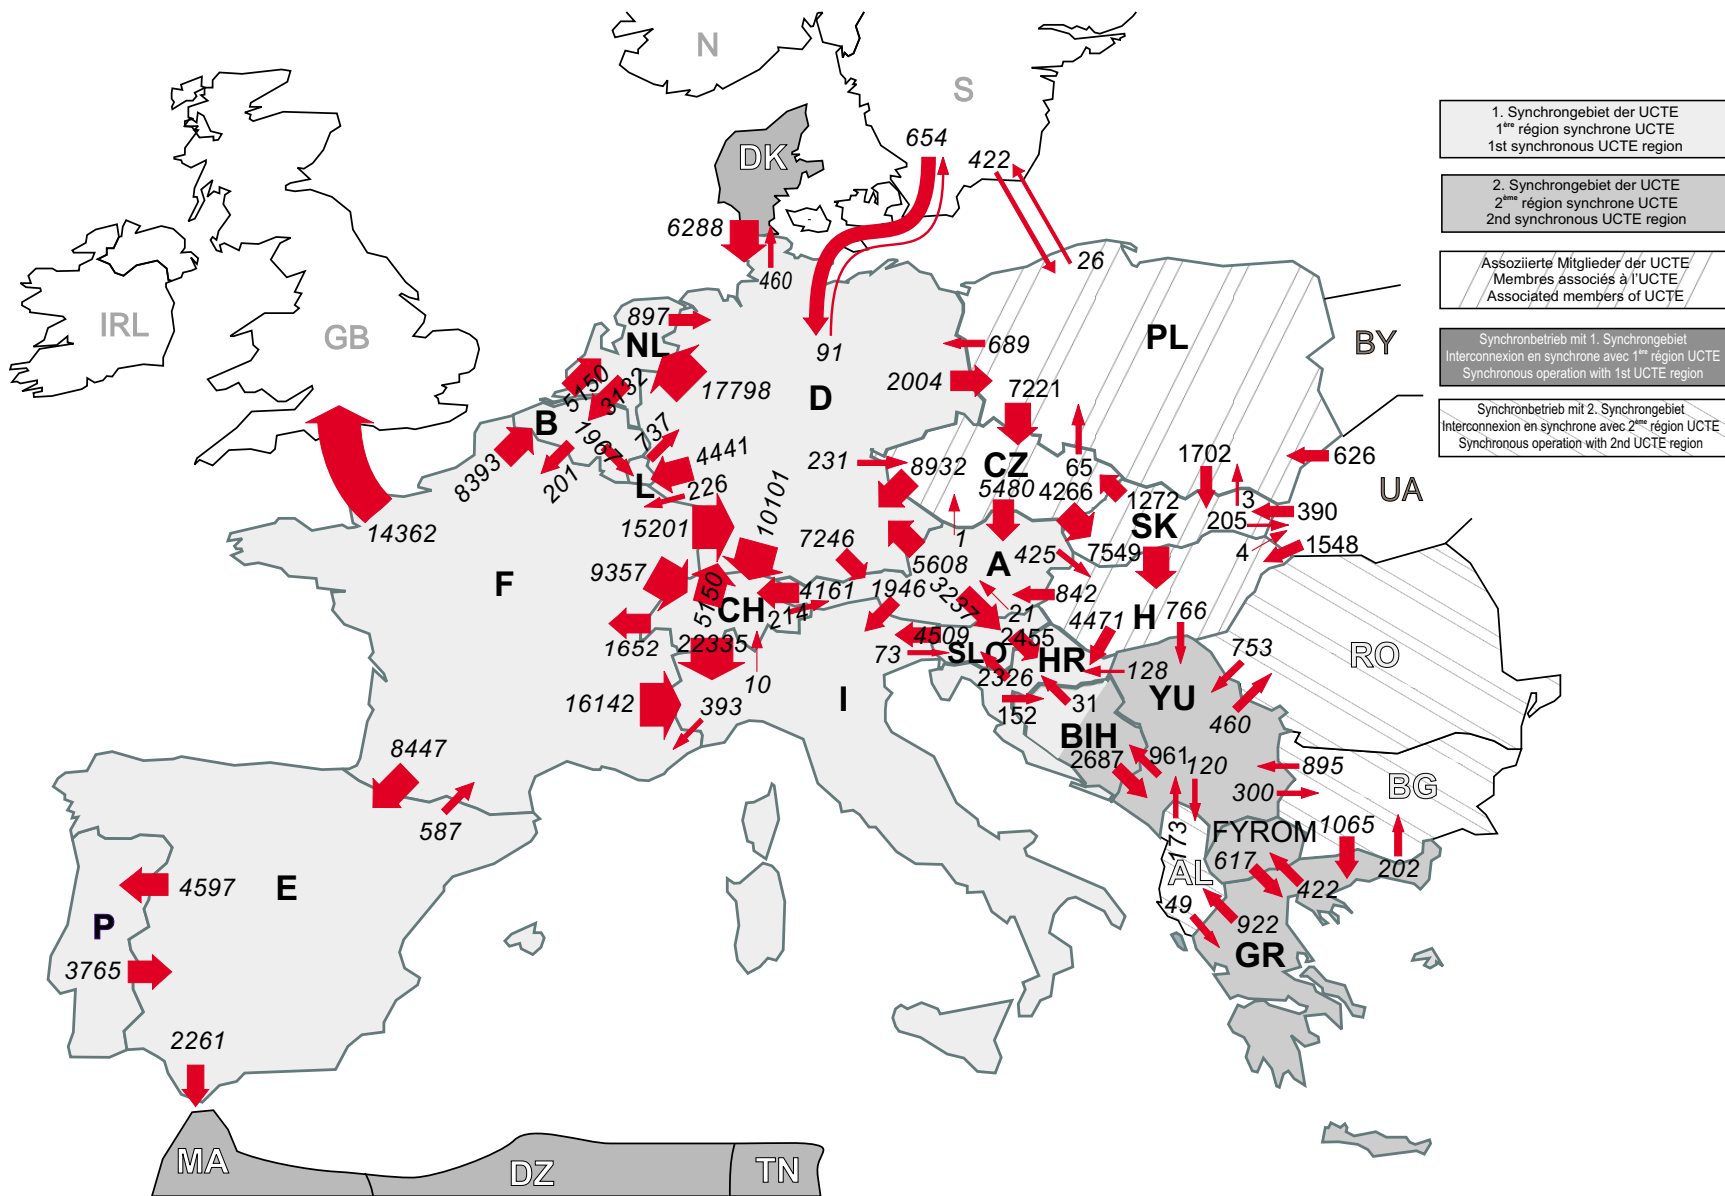 N
S
654
422
DK
6288
460
26
IRL
GB
897
NL
91
689
PL
BY
5150
3132
17798
2004
D
7221
B
1967
737
4441
231
8932
CZ
65
1702
626
8393
201
L
226
5480
4266
1272
3
UA
14362
15201
10101
7246
1
425
SK
205
390
7549
4
1548
F
9357
5150
CH
4161
214
1946
5608
A
3237
21
842
4471
H
766
1652
22335
4509
SLO
2455
HR
73
2326
128
753
RO
10
16142
393
I
152
31
YU
460
BIH
2687
961
120
895
300
BG
8447
587
173
FYROM
1065
617
AL
422
202
4597
E
P
49
922
GR
3765
2261
MA
DZ
TN
1. Synchrongebiet der UCTE
1ère région synchrone UCTE
1st synchronous UCTE region
2. Synchrongebiet der UCTE
2ème région synchrone UCTE
2nd synchronous UCTE region
Assoziierte Mitglieder der UCTE
Membres associés à l'UCTE
Associated members of UCTE
Synchronbetrieb mit 1. Synchrongebiet
Interconnexion en synchrone avec 1ère région UCTE
Synchronous operation with 1st UCTE region
Synchronbetrieb mit 2. Synchrongebiet
Interconnexion en synchrone avec 2ème région UCTE
Synchronous operation with 2nd UCTE region